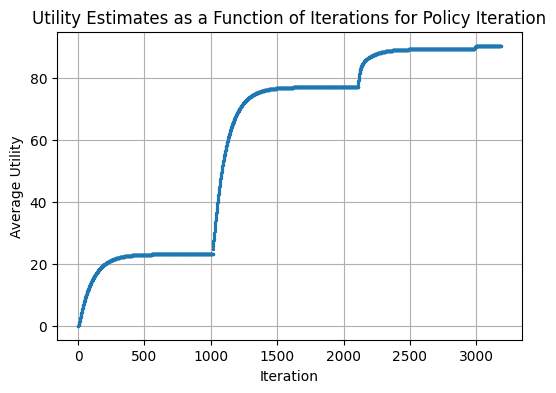 Utility Estimates as a Function of Iterations for Policy Iteration
80
60
40
20
0
Average Utility
0 500 1000 1500 2000 2500 3000
Iteration